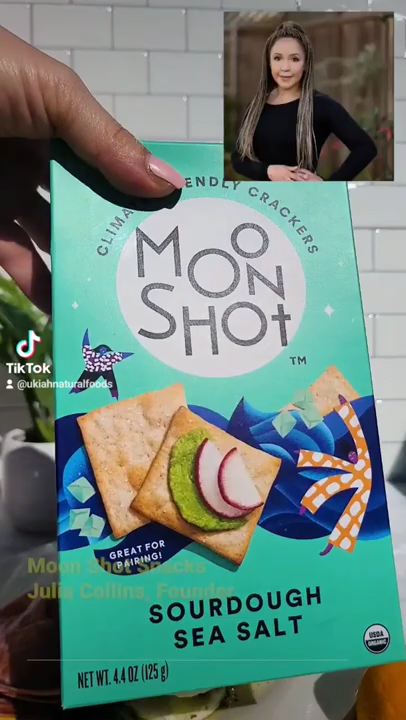 CLIMATE FRIENDLY CRACKERS
MOON
SHOT
TM
TikTok
@ukiahnaturalfoods
GREAT FOR
PAIRING!
Moon Shot Snacks
Julia Collins, Founder
SOURDOUGH
SEA SALT
USDA
ORGANIC
NET WT. 4.4 OZ (125 g)